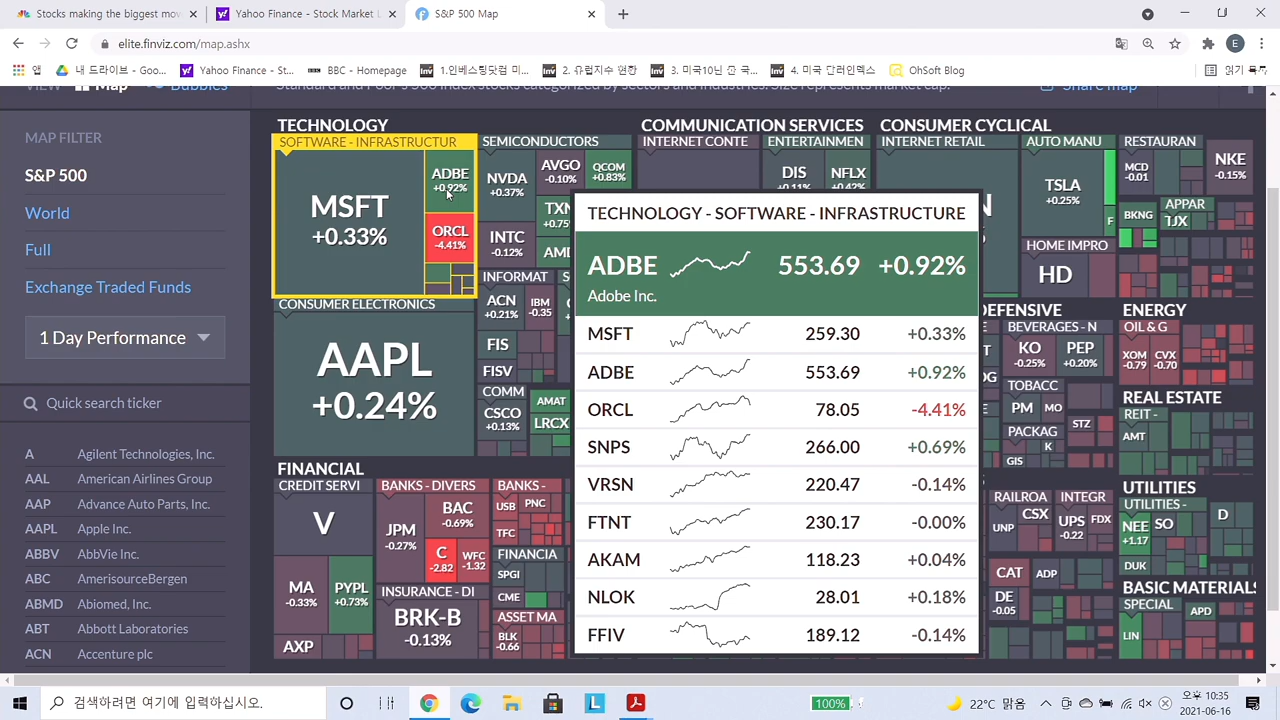 Stocks making the biggest mov
Yahoo Finance - Stock Market L
S&P 500 Map
elite.finviz.com/map.ashx
앱
내 드라이브 - Goo...
Yahoo Finance - St...
BBC - Homepage
1.인베스팅닷컴 미...
2. 유럽지수 현황
3. 미국10년 준 국...
4. 미국 달러인덱스
OhSoft Blog
읽기 목록
VIEW
Map
Bubbles
Standard and Poor's 500 index stocks categorized by sectors and industries. Size represents market cap.
Share map
MAP FILTER
S&P 500
World
Full
Exchange Traded Funds
1 Day Performance
Quick search ticker
A Agilent Technologies, Inc.
AAL American Airlines Group
AAP Advance Auto Parts, Inc.
AAPL Apple Inc.
ABBV AbbVie Inc.
ABC AmerisourceBergen
ABMD Abiomed, Inc.
ABT Abbott Laboratories
ACN Accenture plc
TECHNOLOGY
SOFTWARE - INFRASTRUCTUR
MSFT
+0.33%
ADBE
+0.92%
ORCL
-4.41%
SEMICONDUCTORS
NVDA
+0.37%
AVGO
-0.10%
QCOM
+0.83%
TXN
+0.75
INTC
-0.12%
AMD
CONSUMER ELECTRONICS
AAPL
+0.24%
INFORMAT
ACN
+0.21%
IBM
-0.35
FIS
FISV
COMM
CSCO
+0.13%
AMAT
LRCX
COMMUNICATION SERVICES
INTERNET CONTE
ENTERTAINMEN
DIS
+0.11%
NFLX
+0.42%
CONSUMER CYCLICAL
INTERNET RETAIL
AUTO MANU
TSLA
+0.25%
F
RESTAURAN
MCD
-0.01
NKE
-0.15%
BKNG
APPAR
TJX
HOME IMPRO
HD
TECHNOLOGY - SOFTWARE - INFRASTRUCTURE
ADBE 553.69 +0.92%
Adobe Inc.
MSFT 259.30 +0.33%
ADBE 553.69 +0.92%
ORCL 78.05 -4.41%
SNPS 266.00 +0.69%
VRSN 220.47 -0.14%
FTNT 230.17 -0.00%
AKAM 118.23 +0.04%
NLOK 28.01 +0.18%
FFIV 189.12 -0.14%
FINANCIAL
CREDIT SERVI
V
MA
-0.33%
PYPL
+0.73%
AXP
BANKS - DIVERS
JPM
-0.27%
BAC
-0.69%
C
-2.82
WFC
-1.32
INSURANCE - DI
BRK-B
-0.13%
BANKS -
USB
PNC
TFC
FINANCIA
SPGI
CME
ASSET MA
BLK
-0.66
DEFENSIVE
BEVERAGES - N
KO
-0.25%
PEP
+0.20%
TOBACC
PM
MO
PACKAG
K
GIS
STZ
ENERGY
OIL & G
XOM
-0.79
CVX
-0.70
REAL ESTATE
REIT -
AMT
RAILROA
UNP
CSX
INTEGR
UPS
-0.22
FDX
CAT
ADP
DE
-0.05
UTILITIES
UTILITIES -
NEE
+1.17
SO
D
DUK
BASIC MATERIALS
SPECIAL
LIN
APD
검색하려면 여기에 입력하십시오.
100%
22°C 맑음
오후 10:35
2021-06-16